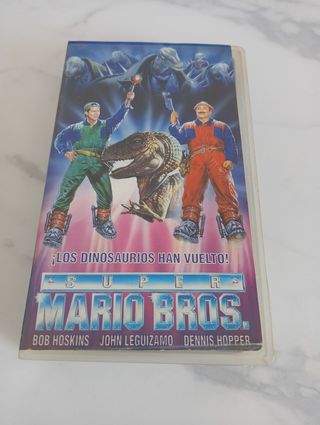 ¡LOS DINOSAURIOS HAN VUELTO!
SUPER
MARIO BROS.
BOB HOSKINS JOHN LEGUIZAMO DENNIS HOPPER